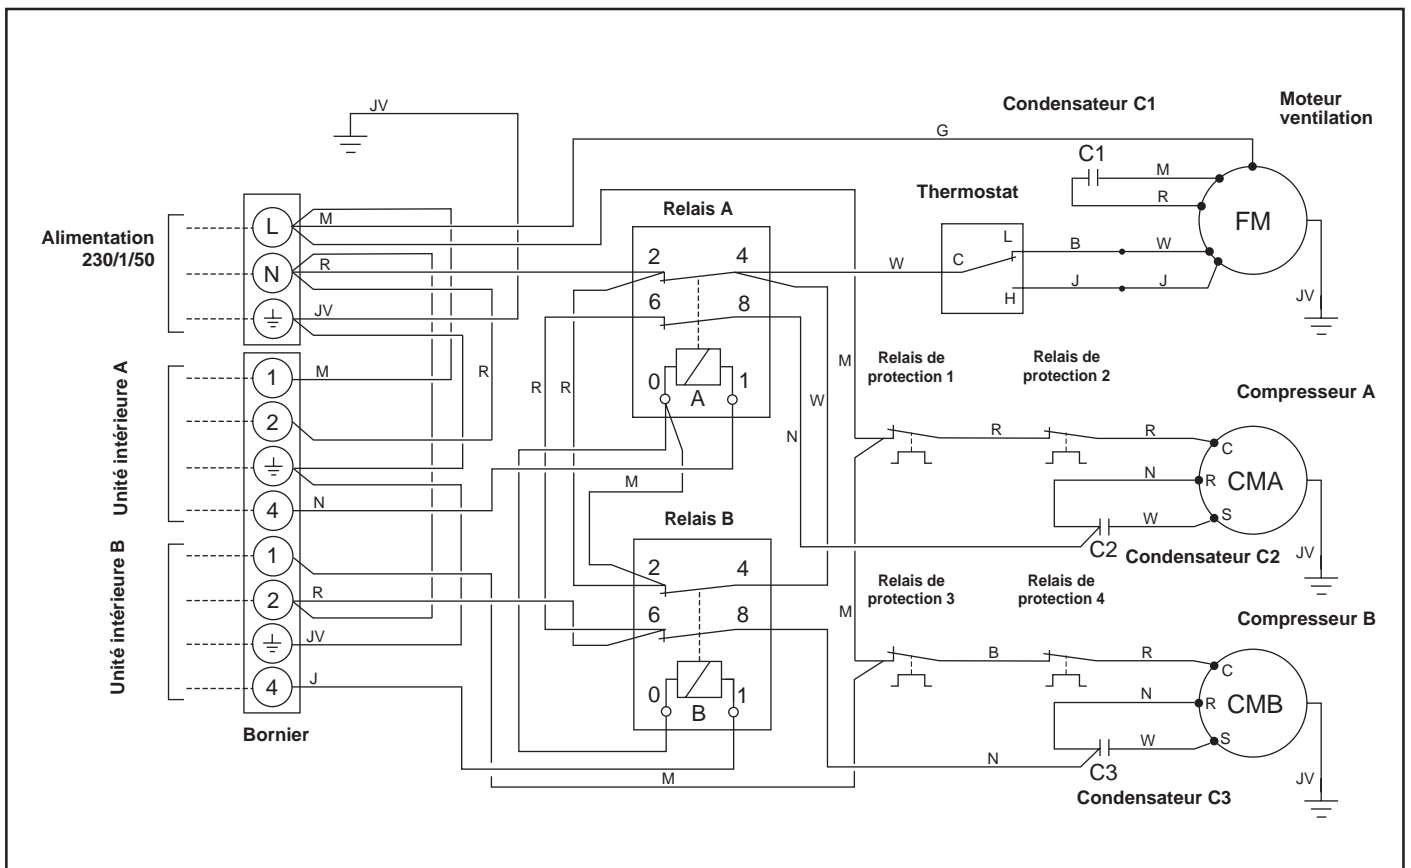 Condensateur C1
Moteur
ventilation
JV
G
C1
M
R
FM
Thermostat
Relais A
L
M
Alimentation
230/1/50
N
R
JV
2
4
6
8
W
C
L
H
B
W
J
J
JV
Unité intérieure A
1
M
2
R
4
N
0
1
A
R
R
W
N
M
M
Relais de
protection 1
Relais de
protection 2
Compresseur A
R
R
C
N
R
CMA
W
S
C2
Condensateur C2
JV
Relais B
Unité intérieure B
1
2
R
JV
4
J
Bornier
2
4
6
8
0
1
B
M
M
Relais de
protection 3
Relais de
protection 4
Compresseur B
B
R
C
N
R
CMB
W
S
N
C3
Condensateur C3
JV